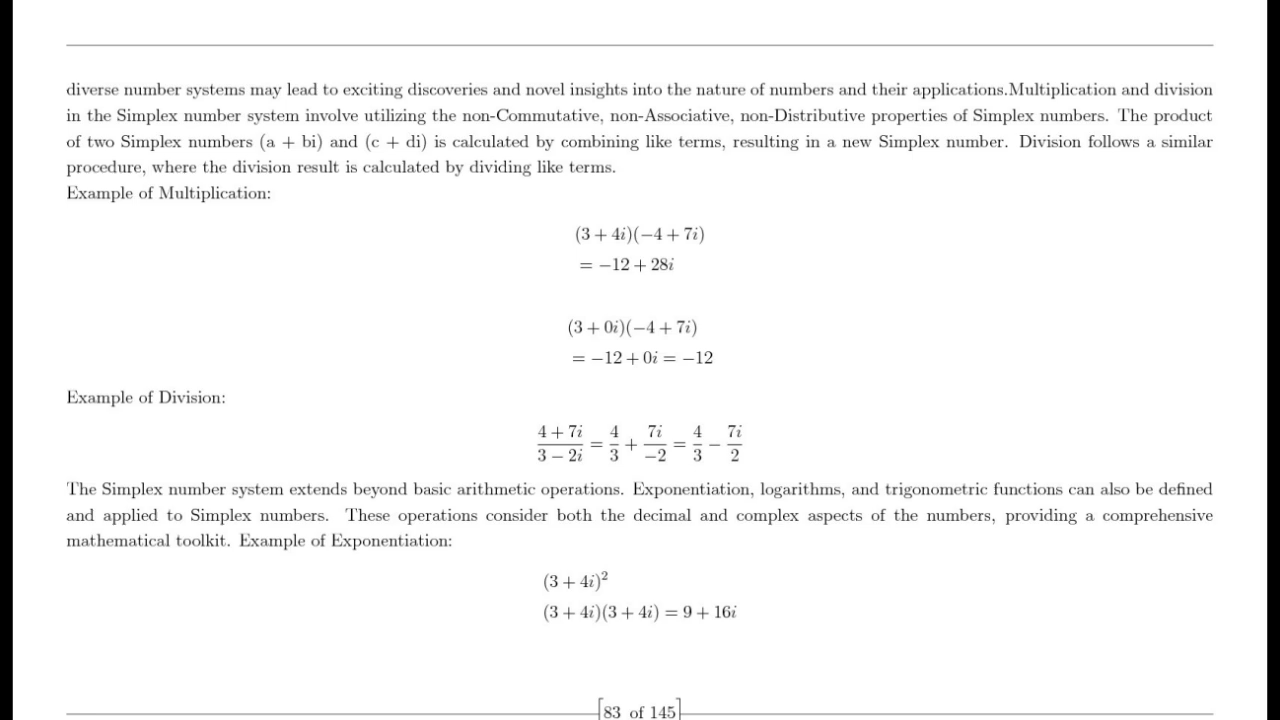 diverse number systems may lead to exciting discoveries and novel insights into the nature of numbers and their applications.Multiplication and division
in the Simplex number system involve utilizing the non-Commutative, non-Associative, non-Distributive properties of Simplex numbers. The product
of two Simplex numbers (a + bi) and (c + di) is calculated by combining like terms, resulting in a new Simplex number. Division follows a similar
procedure, where the division result is calculated by dividing like terms.
Example of Multiplication:
(3 + 4i)(−4 + 7i)
= −12 + 28i
(3 + 0i)(−4 + 7i)
= −12 + 0i = −12
Example of Division:
(4 + 7i)/(3 − 2i) = 4/3 + 7i/−2 = 4/3 − 7i/2
The Simplex number system extends beyond basic arithmetic operations. Exponentiation, logarithms, and trigonometric functions can also be defined
and applied to Simplex numbers. These operations consider both the decimal and complex aspects of the numbers, providing a comprehensive
mathematical toolkit. Example of Exponentiation:
(3 + 4i)²
(3 + 4i)(3 + 4i) = 9 + 16i
83 of 145